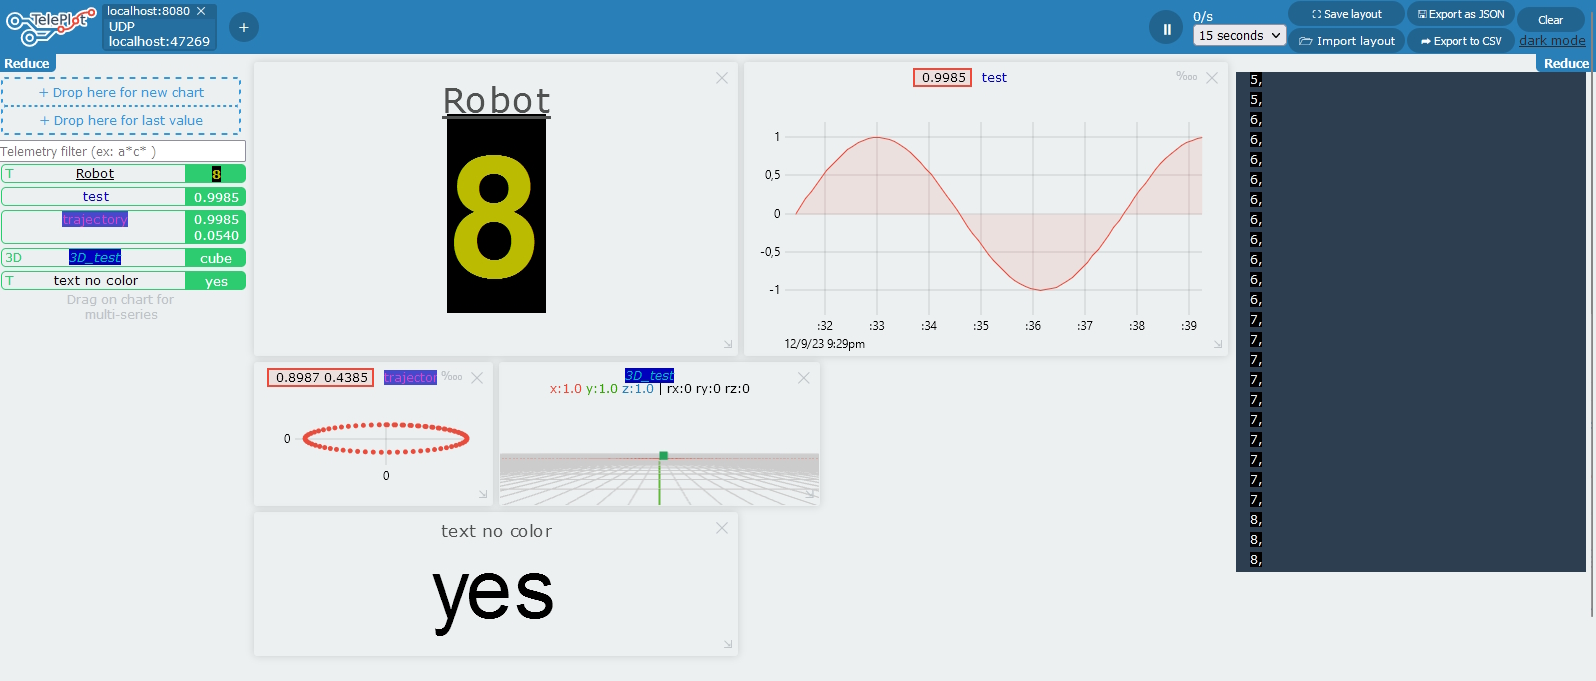 TelePlot
localhost:8080 ×
UDP
localhost:47269
+
0/s
15 seconds
Save layout
Export as JSON
Clear
Import layout
Export to CSV
dark mode
Reduce
Reduce
+ Drop here for new chart
+ Drop here for last value
Telemetry filter (ex: a*c* )
T Robot 8
test 0.9985
trajectory 0.9985
0.0540
3D 3D_test cube
T text no color yes
Drag on chart for
multi-series
Robot
8
0.9985 test ‰₀₀
1
0,5
0
-0,5
-1
:32 :33 :34 :35 :36 :37 :38 :39
12/9/23 9:29pm
0.8987 0.4385 trajector ‰₀₀
0
0
3D_test
x:1.0 y:1.0 z:1.0 | rx:0 ry:0 rz:0
text no color
yes
5,
5,
6,
6,
6,
6,
6,
6,
6,
6,
6,
6,
7,
7,
7,
7,
7,
7,
7,
7,
7,
7,
8,
8,
8,